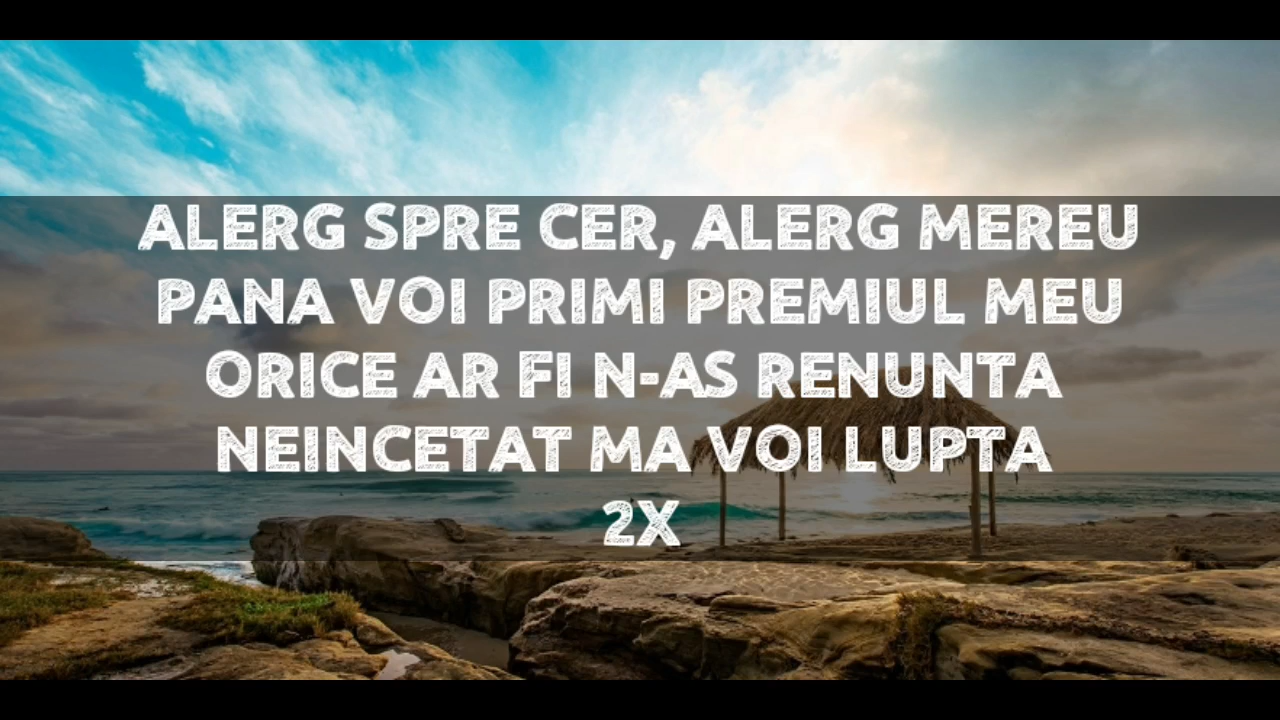 ALERG SPRE CER, ALERG MEREU
PANA VOI PRIMI PREMIUL MEU
ORICE AR FI N-AS RENUNTA
NEINCETAT MA VOI LUPTA
2X